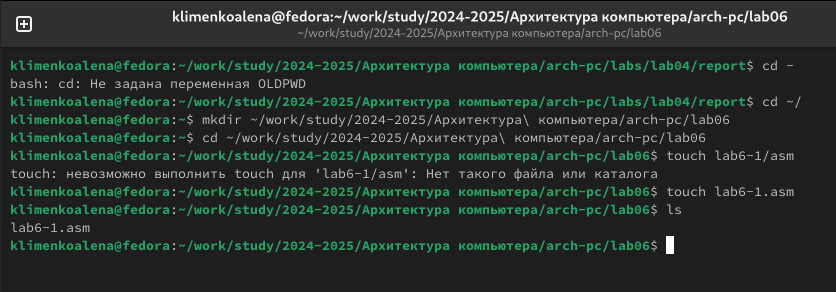 klimenkoalena@fedora:~/work/study/2024-2025/Архитектура компьютера/arch-pc/lab06
~/work/study/2024-2025/Архитектура компьютера/arch-pc/lab06
klimenkoalena@fedora:~/work/study/2024-2025/Архитектура компьютера/arch-pc/labs/lab04/report$ cd -
bash: cd: Не задана переменная OLDPWD
klimenkoalena@fedora:~/work/study/2024-2025/Архитектура компьютера/arch-pc/labs/lab04/report$ cd ~/
klimenkoalena@fedora:~$ mkdir ~/work/study/2024-2025/Архитектура\ компьютера/arch-pc/lab06
klimenkoalena@fedora:~$ cd ~/work/study/2024-2025/Архитектура\ компьютера/arch-pc/lab06
klimenkoalena@fedora:~/work/study/2024-2025/Архитектура компьютера/arch-pc/lab06$ touch lab6-1/asm
touch: невозможно выполнить touch для 'lab6-1/asm': Нет такого файла или каталога
klimenkoalena@fedora:~/work/study/2024-2025/Архитектура компьютера/arch-pc/lab06$ touch lab6-1.asm
klimenkoalena@fedora:~/work/study/2024-2025/Архитектура компьютера/arch-pc/lab06$ ls
lab6-1.asm
klimenkoalena@fedora:~/work/study/2024-2025/Архитектура компьютера/arch-pc/lab06$